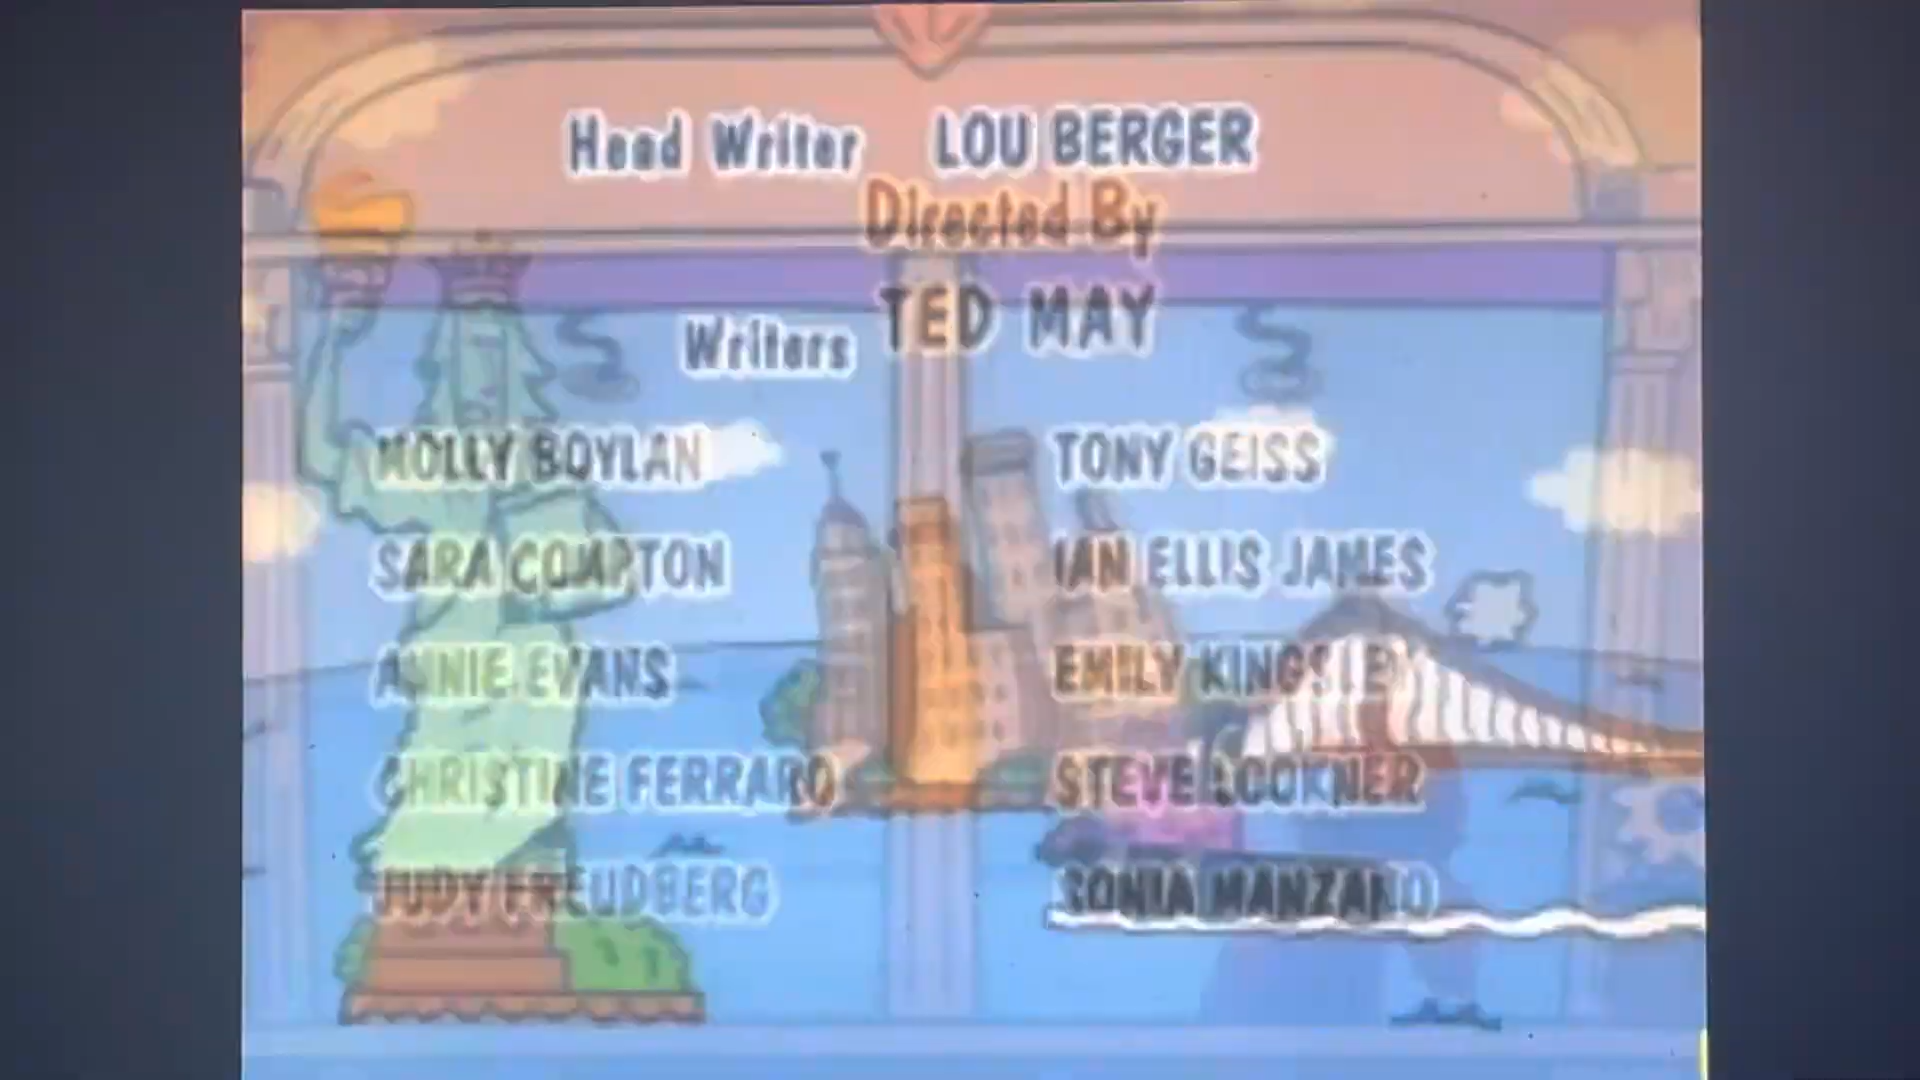 Head Writer LOU BERGER
Directed By
TED MAY
Writers
MOLLY BOYLAN TONY GEISS
SARA COMPTON IAN ELLIS JAMES
ANNIE EVANS EMILY KINGSLEY
CHRISTINE FERRARO STEVE LOOKNER
JUDY FREUDBERG SONIA MANZANO